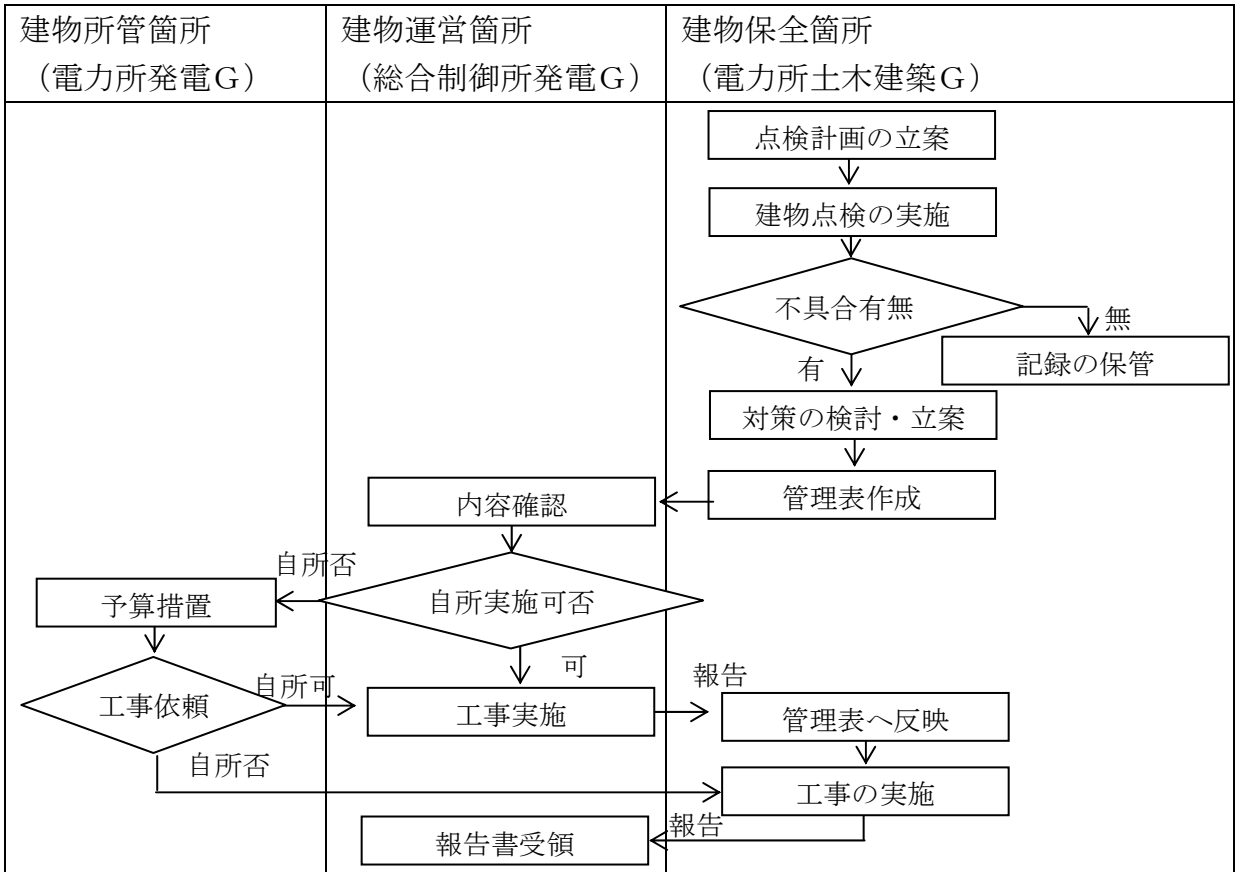 建物所管箇所
（電力所発電Ｇ）
建物運営箇所
（総合制御所発電Ｇ）
建物保全箇所
（電力所土木建築Ｇ）
点検計画の立案
建物点検の実施
不具合有無
無
記録の保管
有
対策の検討・立案
管理表作成
内容確認
自所否
自所実施可否
予算措置
可
工事依頼
自所可
工事実施
報告
管理表へ反映
自所否
工事の実施
報告
報告書受領